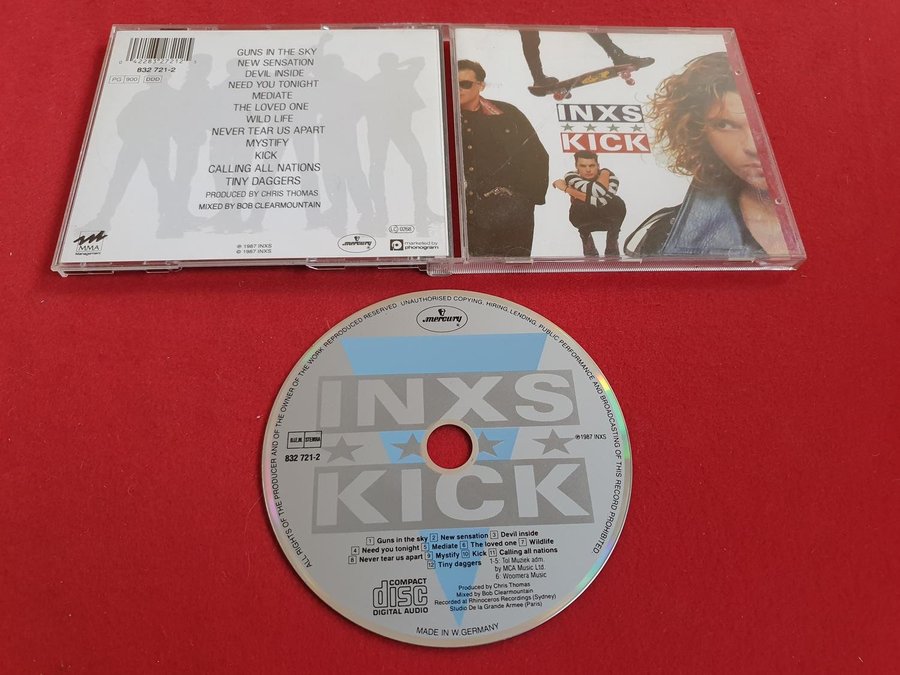 0 42283 27212 1
832 721-2
PG 900 DDD
GUNS IN THE SKY
NEW SENSATION
DEVIL INSIDE
NEED YOU TONIGHT
MEDIATE
THE LOVED ONE
WILD LIFE
NEVER TEAR US APART
MYSTIFY
KICK
CALLING ALL NATIONS
TINY DAGGERS
PRODUCED BY CHRIS THOMAS
MIXED BY BOB CLEARMOUNTAIN
MMA
Management
℗ 1987 INXS
© 1987 INXS
mercury
LC 0268
marketed by
phonogram
INXS
KICK
ALL RIGHTS OF THE PRODUCER AND OF THE OWNER OF THE WORK REPRODUCED RESERVED. UNAUTHORISED COPYING, HIRING, LENDING, PUBLIC PERFORMANCE AND BROADCASTING OF THIS RECORD PROHIBITED.
mercury
INXS
STEMRA
832 721-2
℗ 1987 INXS
KICK
1 Guns in the sky 2 New sensation 3 Devil inside
4 Need you tonight 5 Mediate 6 The loved one 7 Wildlife
8 Never tear us apart 9 Mystify 10 Kick 11 Calling all nations
12 Tiny daggers
1-5: Tol Muziek adm.
by MCA Music Ltd.
6: Woomera Music
COMPACT
disc
DIGITAL AUDIO
Produced by Chris Thomas
Mixed by Bob Clearmountain
Recorded at Rhinoceros Recordings (Sydney)
Studio De la Grande Armee (Paris)
MADE IN W. GERMANY